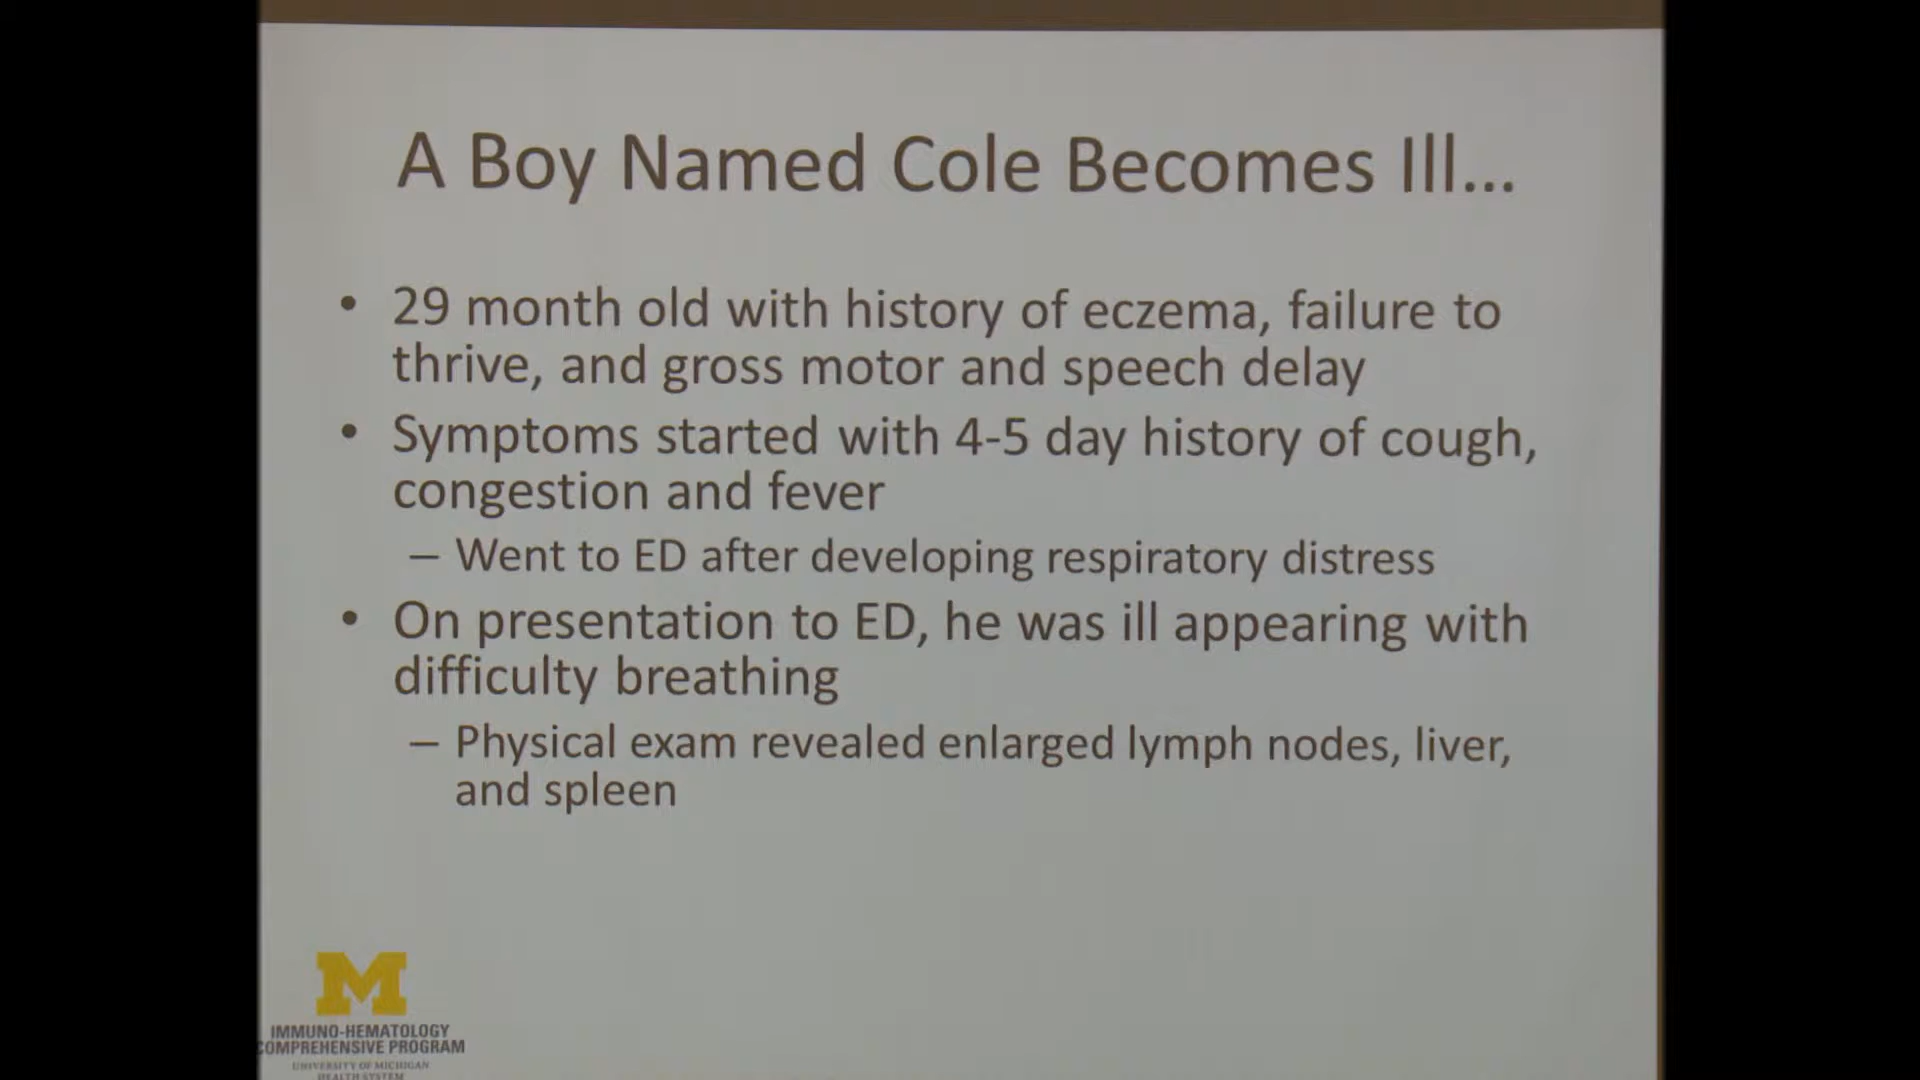 A Boy Named Cole Becomes Ill...
• 29 month old with history of eczema, failure to
thrive, and gross motor and speech delay
• Symptoms started with 4-5 day history of cough,
congestion and fever
– Went to ED after developing respiratory distress
• On presentation to ED, he was ill appearing with
difficulty breathing
– Physical exam revealed enlarged lymph nodes, liver,
and spleen
M
IMMUNO-HEMATOLOGY
COMPREHENSIVE PROGRAM
UNIVERSITY OF MICHIGAN
HEALTH SYSTEM